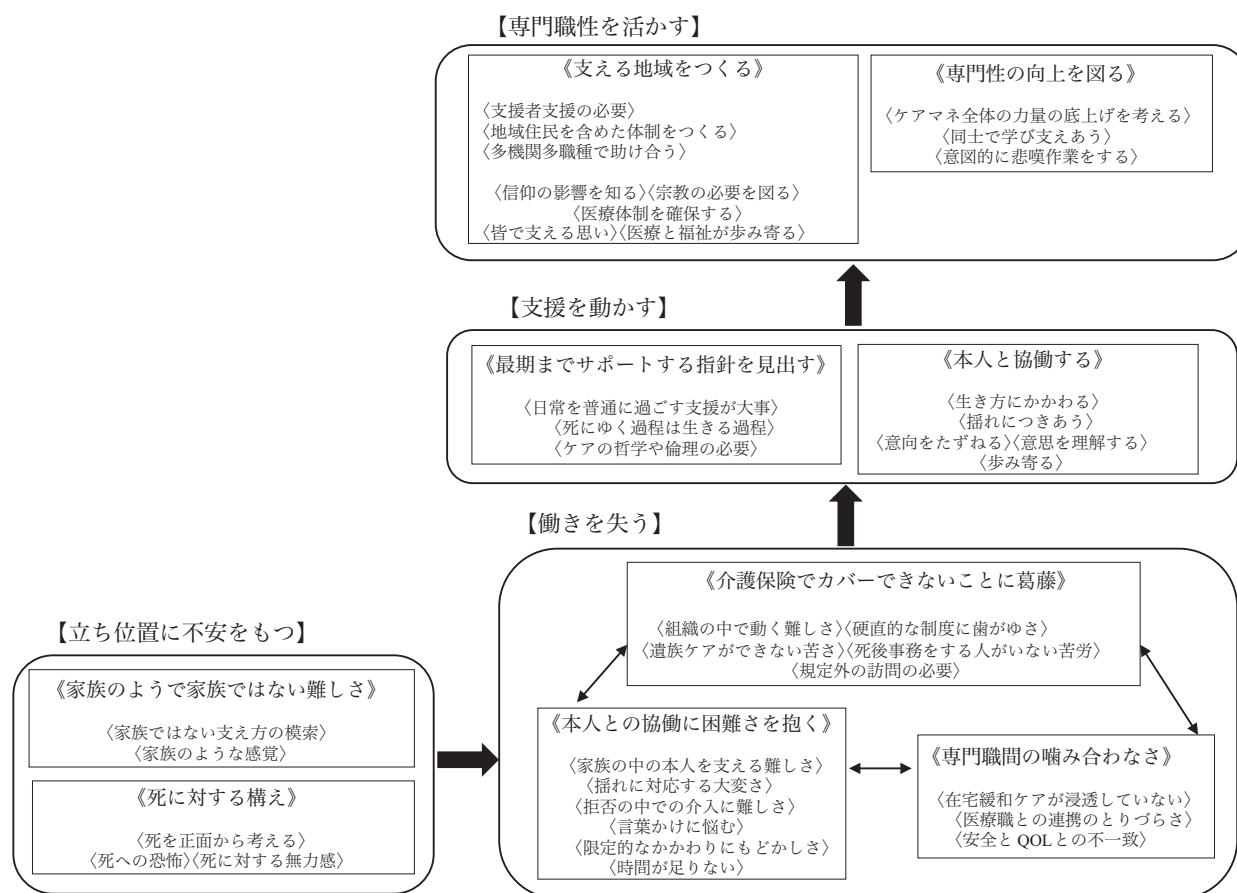 【専門職性を活かす】
《支える地域をつくる》
〈支援者支援の必要〉
〈地域住民を含めた体制をつくる〉
〈多機関多職種で助け合う〉
〈信仰の影響を知る〉〈宗教の必要を図る〉
〈医療体制を確保する〉
〈皆で支える思い〉〈医療と福祉が歩み寄る〉
《専門性の向上を図る》
〈ケアマネ全体の力量の底上げを考える〉
〈同士で学び支えあう〉
〈意図的に悲嘆作業をする〉
【支援を動かす】
《最期までサポートする指針を見出す》
〈日常を普通に過ごす支援が大事〉
〈死にゆく過程は生きる過程〉
〈ケアの哲学や倫理の必要〉
《本人と協働する》
〈生き方にかかわる〉
〈揺れにつきあう〉
〈意向をたずねる〉〈意思を理解する〉
〈歩み寄る〉
【働きを失う】
《介護保険でカバーできないことに葛藤》
〈組織の中で動く難しさ〉〈硬直的な制度に歯がゆさ〉
〈遺族ケアができない苦さ〉〈死後事務をする人がいない苦労〉
〈規定外の訪問の必要〉
《本人との協働に困難さを抱く》
〈家族の中の本人を支える難しさ〉
〈揺れに対応する大変さ〉
〈拒否の中での介入に難しさ〉
〈言葉かけに悩む〉
〈限定的なかかわりにもどかしさ〉
〈時間が足りない〉
《専門職間の噛み合わなさ》
〈在宅緩和ケアが浸透していない〉
〈医療職との連携のとりづらさ〉
〈安全と QOL との不一致〉
【立ち位置に不安をもつ】
《家族のようで家族ではない難しさ》
〈家族ではない支え方の模索〉
〈家族のような感覚〉
《死に対する構え》
〈死を正面から考える〉
〈死への恐怖〉〈死に対する無力感〉